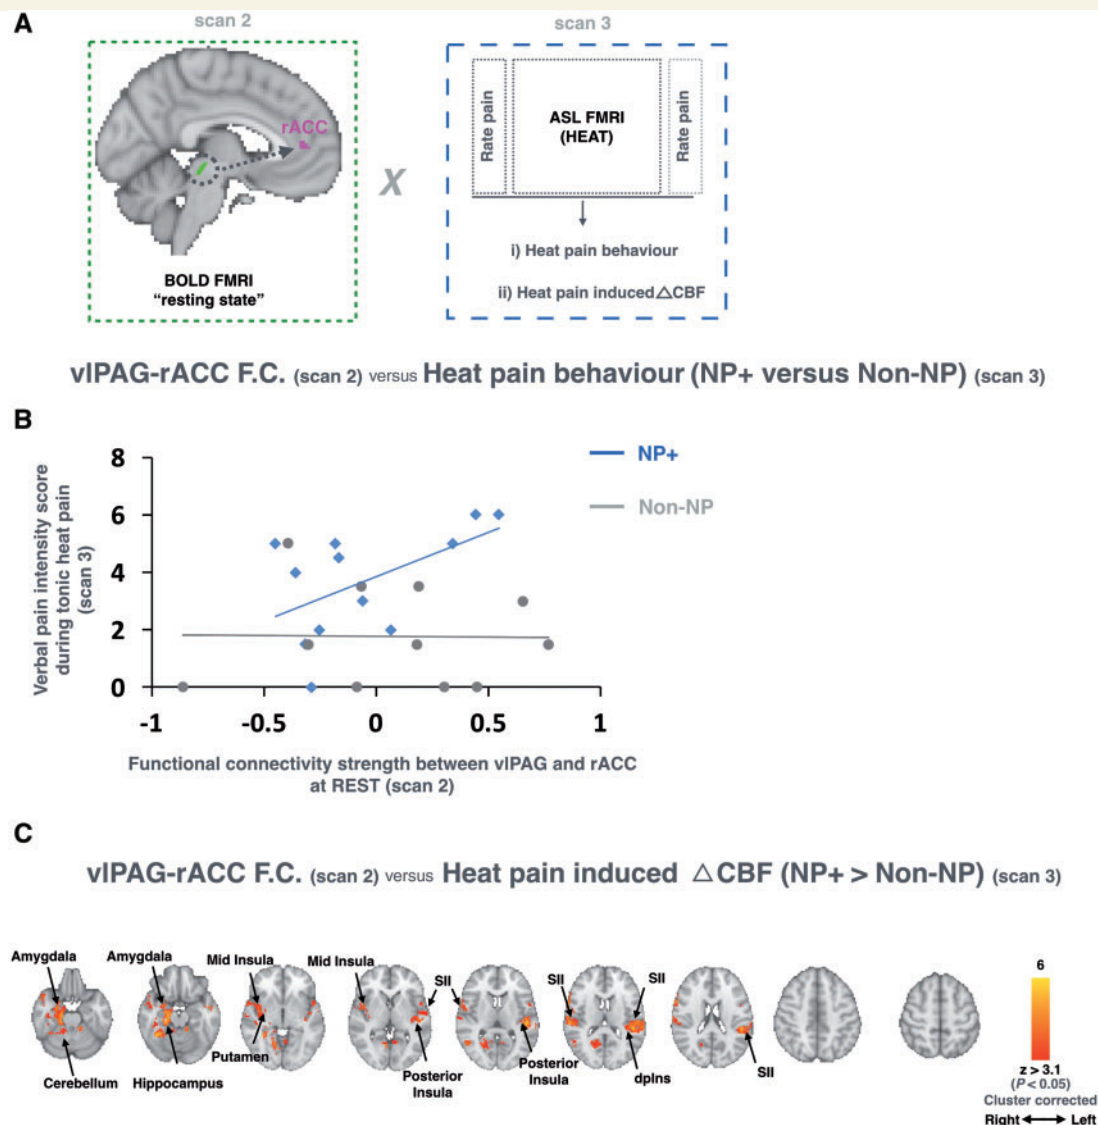 A
scan 2
scan 3
rACC
BOLD FMRI
“resting state”
X
Rate pain
ASL FMRI
(HEAT)
Rate pain
i) Heat pain behaviour
ii) Heat pain induced △CBF
vlPAG-rACC F.C. (scan 2) versus Heat pain behaviour (NP+ versus Non-NP) (scan 3)
B
Verbal pain intensity score
during tonic heat pain
(scan 3)
8
6
4
2
0
-1
-0.5
0
0.5
1
Functional connectivity strength between vlPAG and rACC
at REST (scan 2)
NP+
Non-NP
C
vlPAG-rACC F.C. (scan 2) versus Heat pain induced △CBF (NP+ > Non-NP) (scan 3)
Amygdala
Cerebellum
Amygdala
Hippocampus
Mid Insula
Putamen
Mid Insula
SII
Posterior
Insula
Posterior
Insula
SII
SII
dpIns
SII
6
z > 3.1
(P < 0.05)
Cluster corrected
Right
Left